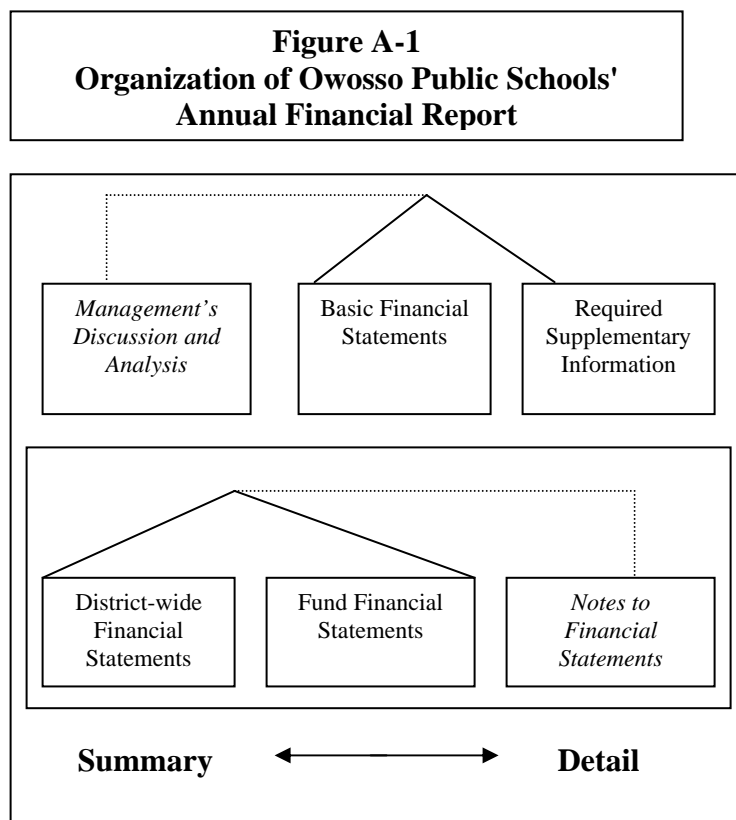 Figure A-1
Organization of Owosso Public Schools'
Annual Financial Report
Management’s
Discussion and
Analysis
Basic Financial
Statements
Required
Supplementary
Information
District-wide
Financial
Statements
Fund Financial
Statements
Notes to
Financial
Statements
Summary
Detail